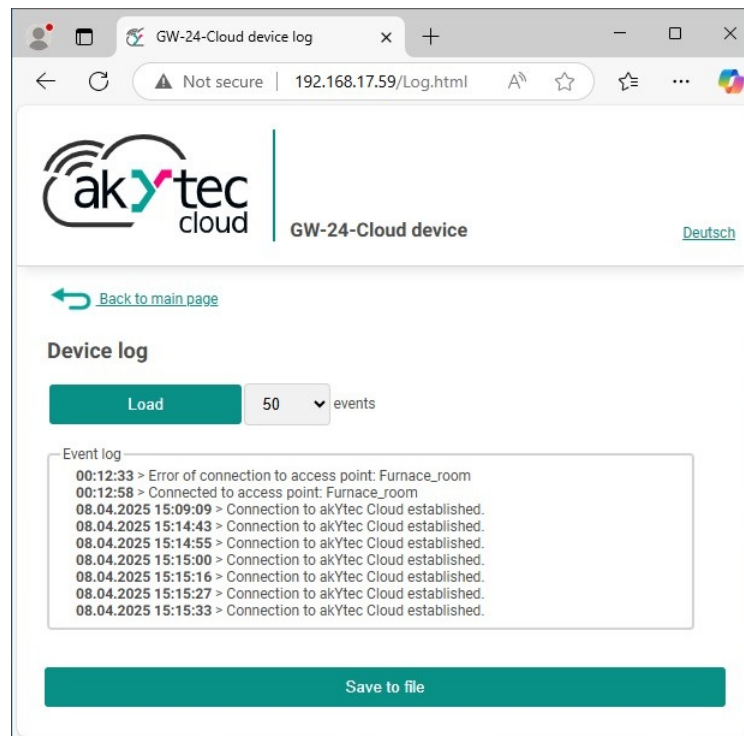 GW-24-Cloud device log
Not secure | 192.168.17.59/Log.html
akYtec
cloud
GW-24-Cloud device
Deutsch
Back to main page
Device log
Load 50 events
Event log
00:12:33 > Error of connection to access point: Furnace_room
00:12:58 > Connected to access point: Furnace_room
08.04.2025 15:09:09 > Connection to akYtec Cloud established.
08.04.2025 15:14:43 > Connection to akYtec Cloud established.
08.04.2025 15:14:55 > Connection to akYtec Cloud established.
08.04.2025 15:15:00 > Connection to akYtec Cloud established.
08.04.2025 15:15:16 > Connection to akYtec Cloud established.
08.04.2025 15:15:27 > Connection to akYtec Cloud established.
08.04.2025 15:15:33 > Connection to akYtec Cloud established.
Save to file